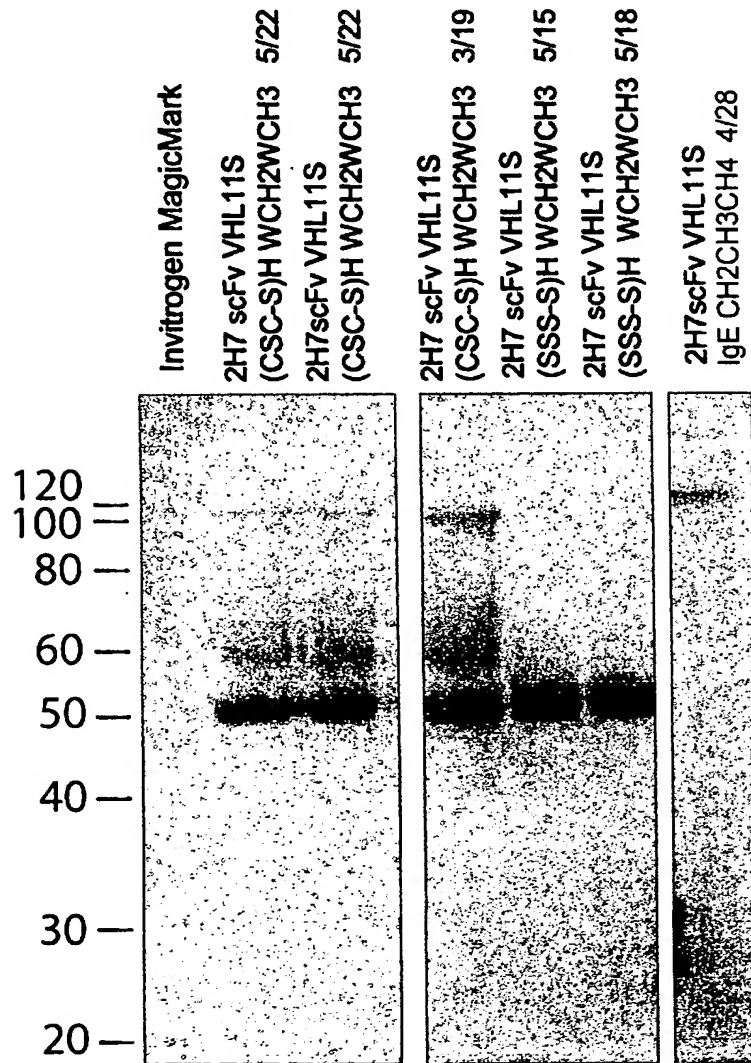 Invitrogen MagicMark
2H7 scFv VHL11S 5/22
(CSC-S)H WCH2WCH3
2H7scFv VHL11S 5/22
(CSC-S)H WCH2WCH3
2H7 scFv VHL11S 3/19
(CSC-S)H WCH2WCH3
2H7 scFv VHL11S 5/15
(SSS-S)H WCH2WCH3
2H7 scFv VHL11S 5/18
(SSS-S)H WCH2WCH3
2H7scFv VHL11S
IgE CH2CH3CH4 4/28
120
100
80
60
50
40
30
20